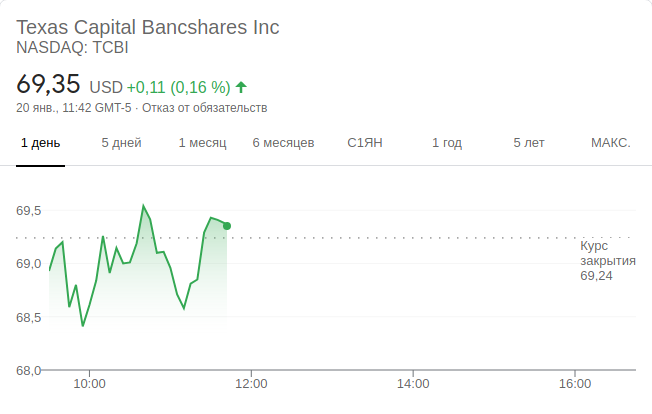 Texas Capital Bancshares Inc
NASDAQ: TCBI
69,35 USD +0,11 (0,16 %)
20 янв., 11:42 GMT-5 · Отказ от обязательств
1 день 5 дней 1 месяц 6 месяцев С1ЯН 1 год 5 лет МАКС.
69,5
Курс
закрытия
69,24
69,0
68,5
68,0
10:00 12:00 14:00 16:00